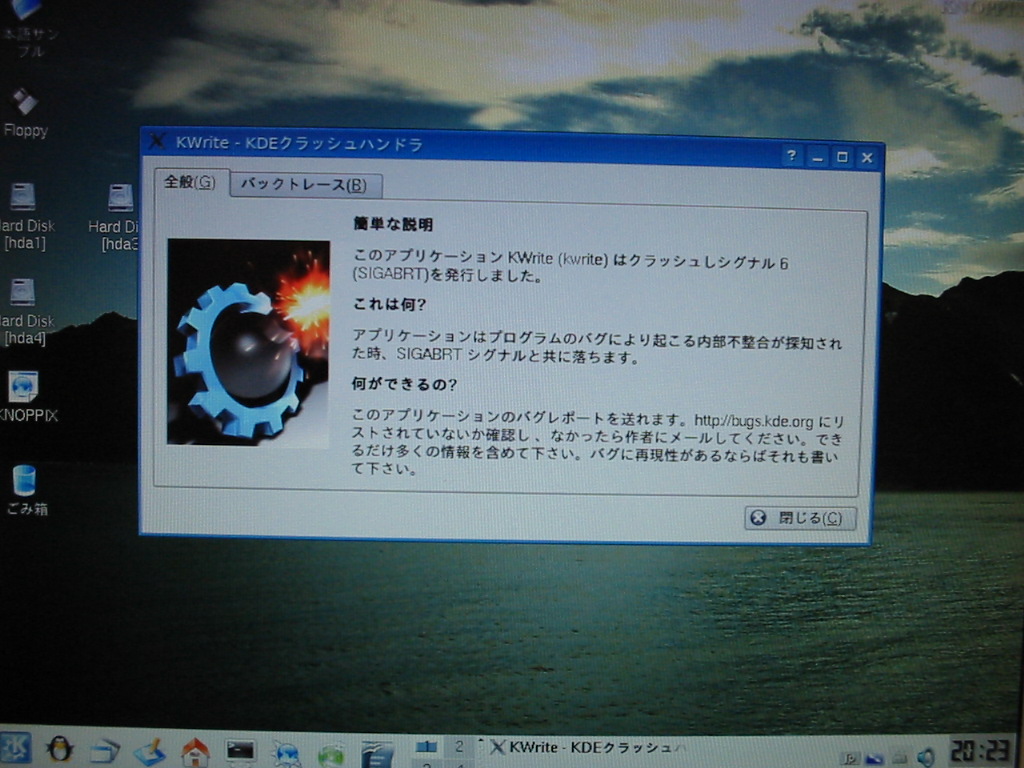 KNOPPIX
本語サン
プル
Floppy
KWrite - KDEクラッシュハンドラ
全般(G)
バックトレース(B)
ard Disk
[hda1]
Hard Di
[hda3
簡単な説明
このアプリケーション KWrite (kwrite) はクラッシュしシグナル 6
(SIGABRT)を発行しました。
これは何?
アプリケーションはプログラムのバグにより起こる内部不整合が探知され
た時、SIGABRT シグナルと共に落ちます。
ard Disk
[hda4]
何ができるの?
このアプリケーションのバグレポートを送れます。http://bugs.kde.org にリ
ストされていないか確認し、なかったら作者にメールしてください。でき
るだけ多くの情報を含めて下さい。バグに再現性があるならばそれも書い
て下さい。
KNOPPIX
ごみ箱
閉じる(C)
2
KWrite - KDEクラッシュハ
20:23